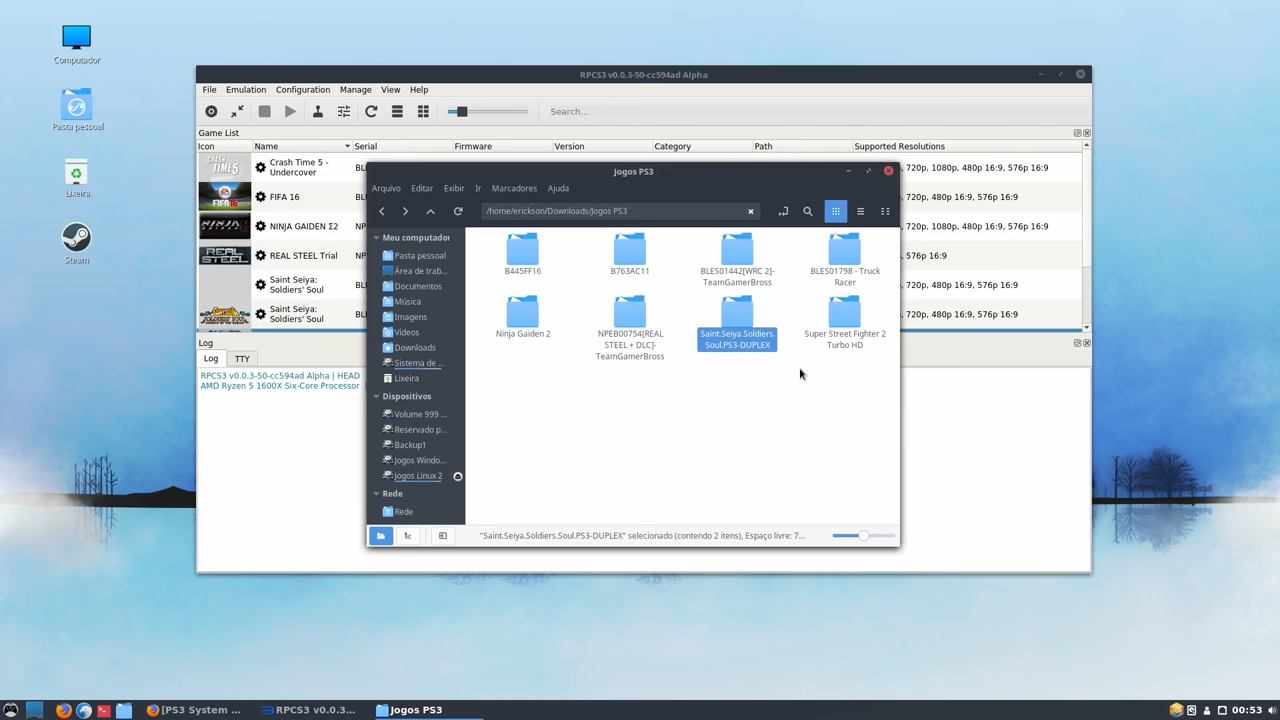 Computador
Pasta pessoal
Lixeira
Steam
RPCS3 v0.0.3-50-cc594ad Alpha
File Emulation Configuration Manage View Help
Search...
Game List
Icon Name Serial Firmware Version Category Path Supported Resolutions
CRASH TIME 5
Crash Time 5 -
Undercover
BL
720p, 1080p, 480p 16:9, 576p 16:9
FIFA 16
BLE
720p, 480p 16:9, 576p 16:9
NINJA GAIDEN Σ2
NP
720p, 1080p, 480p 16:9, 576p 16:9
REAL STEEL
REAL STEEL Trial
NP
576p 16:9
Saint Seiya:
Soldiers' Soul
BL
720p, 480p 16:9, 576p 16:9
Saint Seiya:
Soldiers' Soul
BL
720p, 480p 16:9, 576p 16:9
Log
Log TTY
RPCS3 v0.0.3-50-cc594ad Alpha | HEAD
AMD Ryzen 5 1600X Six-Core Processor
Jogos PS3
Arquivo Editar Exibir Ir Marcadores Ajuda
/home/erickson/Downloads/Jogos PS3
Meu computador
Pasta pessoal
Área de trab...
Documentos
Música
Imagens
Vídeos
Downloads
Sistema de ...
Lixeira
Dispositivos
Volume 999 ...
Reservado p...
Backup1
Jogos Windo...
Jogos Linux 2
Rede
Rede
B445FF16
B763AC11
BLES01442[WRC 2]-
TeamGamerBross
BLES01798 - Truck
Racer
Ninja Gaiden 2
NPEB00754[REAL
STEEL + DLC]-
TeamGamerBross
Saint.Seiya.Soldiers.
Soul.PS3-DUPLEX
Super Street Fighter 2
Turbo HD
"Saint.Seiya.Soldiers.Soul.PS3-DUPLEX" selecionado (contendo 2 itens), Espaço livre: 7...
[PS3 System ...
RPCS3 v0.0.3...
Jogos PS3
00:53